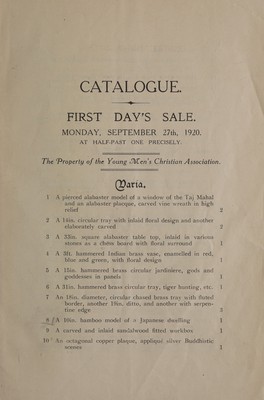 CATALOGUE.
FIRST DAY'S SALE.
MONDAY, SEPTEMBER 27th, 1920.
AT HALF-PAST ONE PRECISELY.
The Property of the Young Men's Christian Association.
Varia.
1 A pierced alabaster model of a window of the Taj Mahal
and an alabaster plaque, carved vine wreath in high
relief 2
2 A 14in. circular tray with inlaid floral design and another
elaborately carved 2
3 A 23in. square alabaster table top, inlaid in various
stones as a chess board with floral surround 1
4 A 3ft. hammered Indian brass vase, enamelled in red,
blue and green, with floral design 1
5 A 15in. hammered brass circular jardiniere, gods and
goddesses in panels 1
6 A 31in. hammered brass circular tray, tiger hunting, etc. 1
7 An 18in. diameter, circular chased brass tray with fluted
border, another 18in. ditto, and another with serpen-
tine edge 3
8 A 18in. bamboo model of a Japanese dwelling 1
9 A carved and inlaid sandalwood fitted workbox 1
10 An octagonal copper plaque, appliqué silver Buddhistic
scenes 1